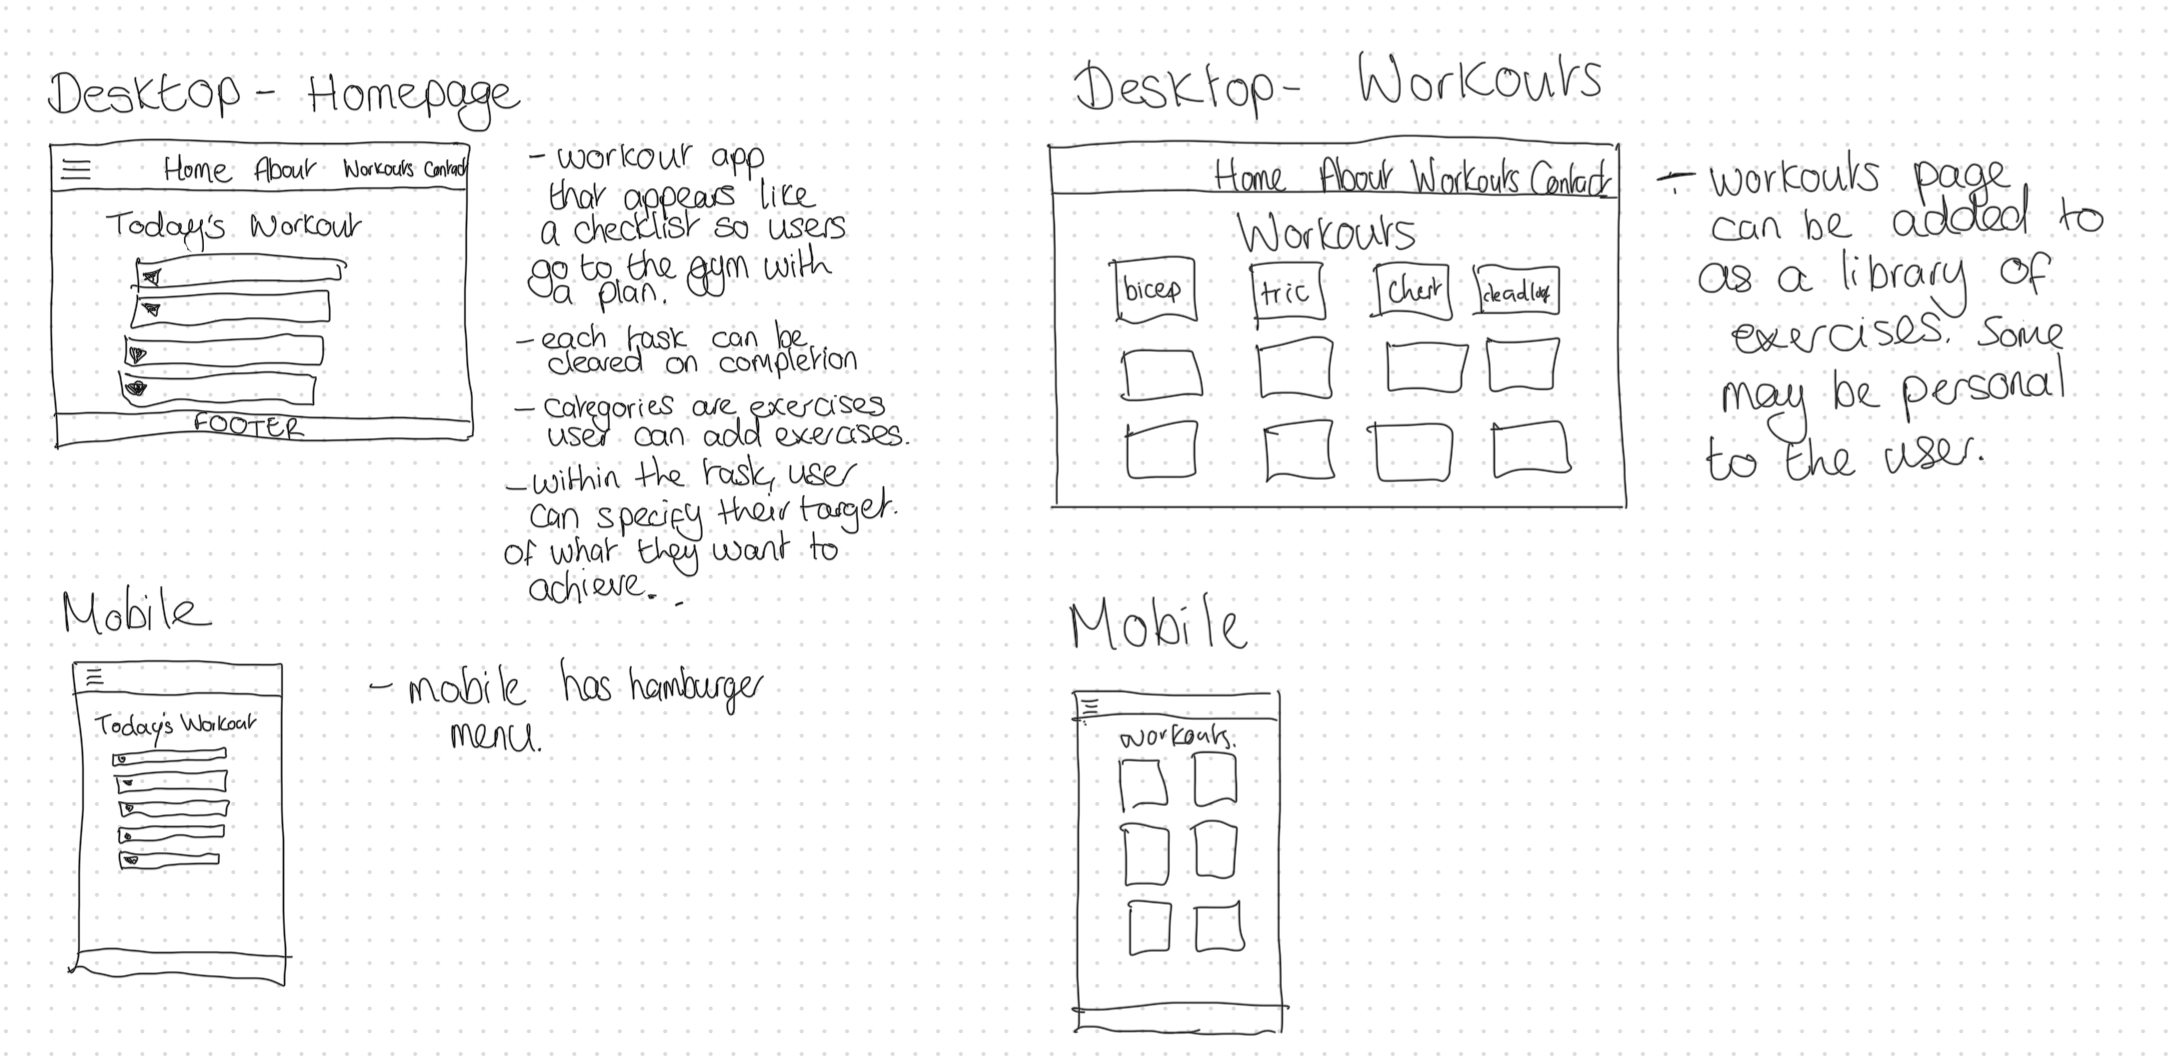 Desktop - Homepage
Home About Workouts Contact
Today's Workout
FOOTER
- workout app
that appears like
a checklist so users
go to the gym with
a plan.
- each task can be
cleared on completion
- categories are exercises
user can add exercises.
- within the task, user
can specify their target.
of what they want to
achieve.
Mobile
Today's Workout
- mobile has hamburger
menu.
Desktop - Workouts
Home About Workouts Contact
Workouts
bicep tric chest
- workouts page
can be added to
as a library of
exercises. Some
may be personal
to the user.
Mobile
Workouts.